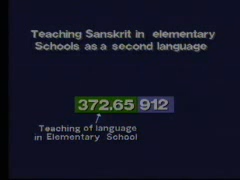 Teaching Sanskrit in elementary
Schools as a second language
372.65 912
Teaching of language
in Elementary School